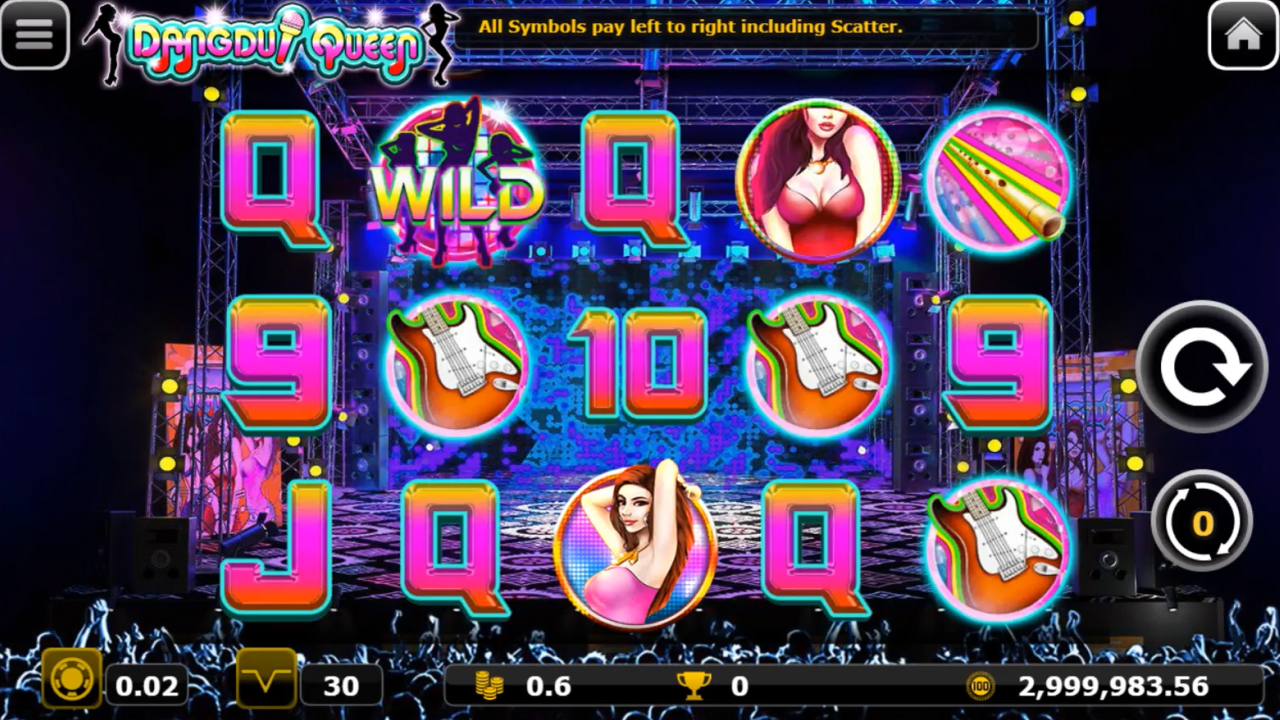 DANGDUT QUEEN
All Symbols pay left to right including Scatter.
Q
WILD
Q
9
10
9
J
Q
Q
0
0.02
30
0.6
0
100
2,999,983.56